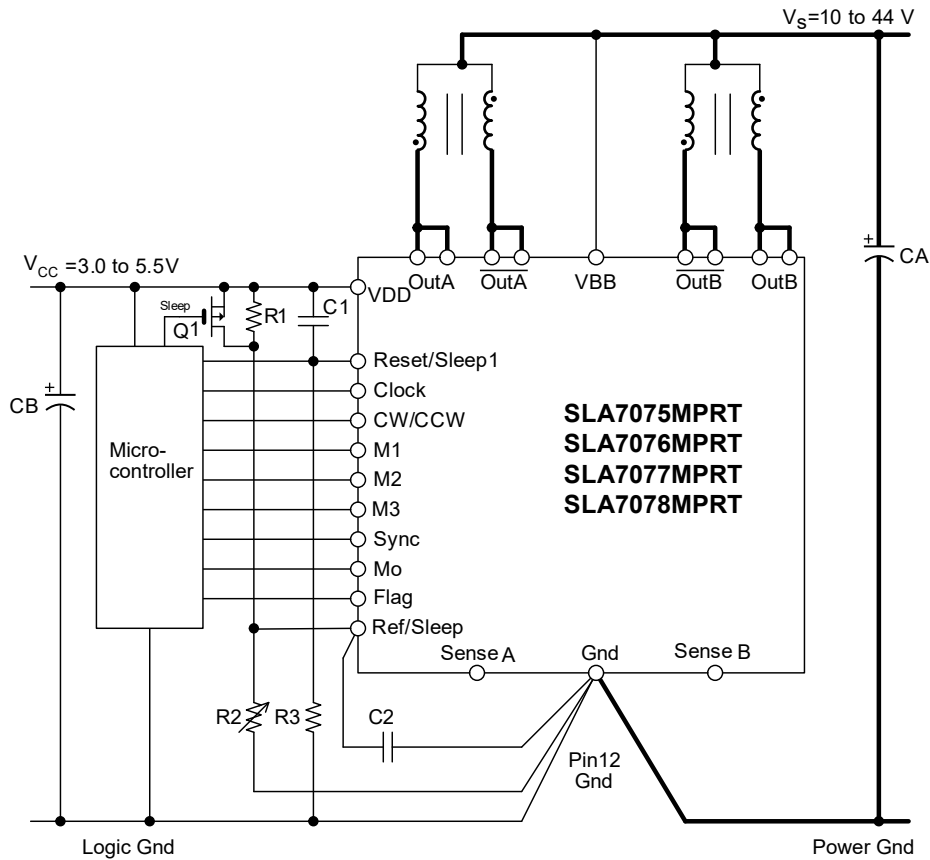 VS=10 to 44 V
CA
VCC =3.0 to 5.5V
VDD
OutA
OutA
VBB
OutB
OutB
Sleep
Q1
R1
C1
Reset/Sleep1
Clock
CW/CCW
M1
M2
M3
Sync
Mo
Flag
Ref/Sleep
CB
Micro-
controller
SLA7075MPRT
SLA7076MPRT
SLA7077MPRT
SLA7078MPRT
Sense A
Gnd
Sense B
R2
R3
C2
Pin12
Gnd
Logic Gnd
Power Gnd